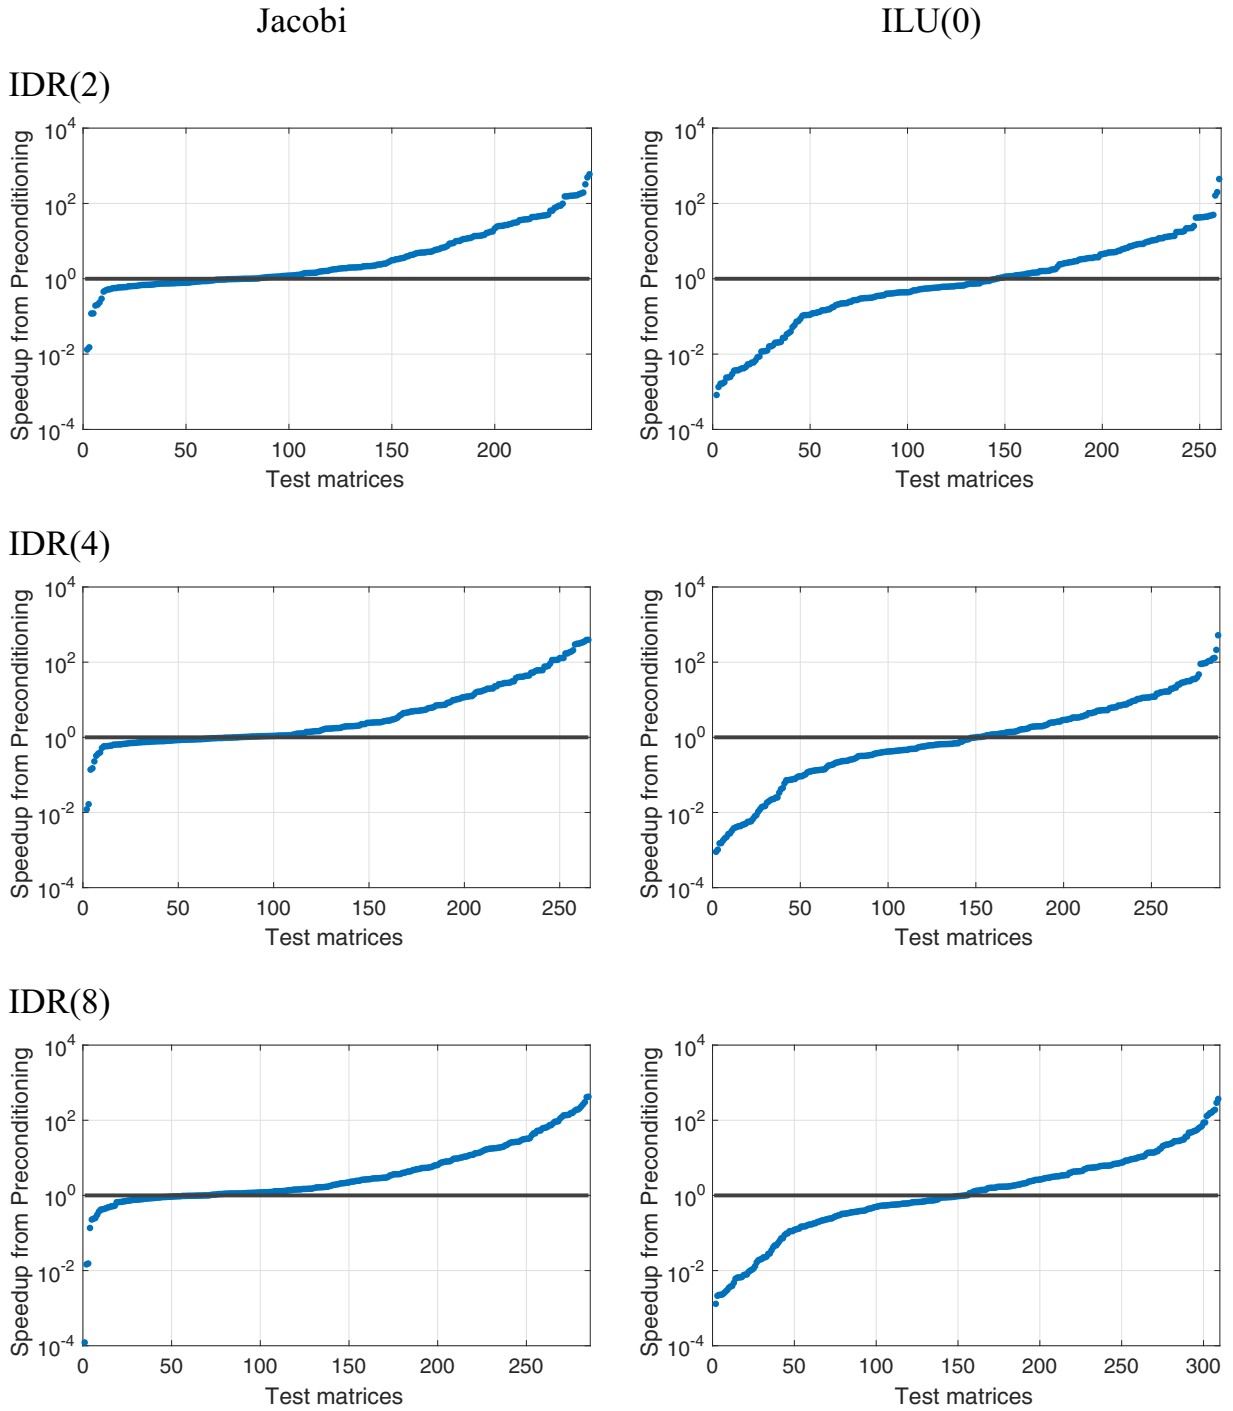 Jacobi ILU(0)
IDR(2)
Speedup from Preconditioning
10^4
10^2
10^0
10^-2
10^-4
0 50 100 150 200
Test matrices
Speedup from Preconditioning
10^4
10^2
10^0
10^-2
10^-4
0 50 100 150 200 250
Test matrices
IDR(4)
Speedup from Preconditioning
10^4
10^2
10^0
10^-2
10^-4
0 50 100 150 200 250
Test matrices
Speedup from Preconditioning
10^4
10^2
10^0
10^-2
10^-4
0 50 100 150 200 250
Test matrices
IDR(8)
Speedup from Preconditioning
10^4
10^2
10^0
10^-2
10^-4
0 50 100 150 200 250
Test matrices
Speedup from Preconditioning
10^4
10^2
10^0
10^-2
10^-4
0 50 100 150 200 250 300
Test matrices